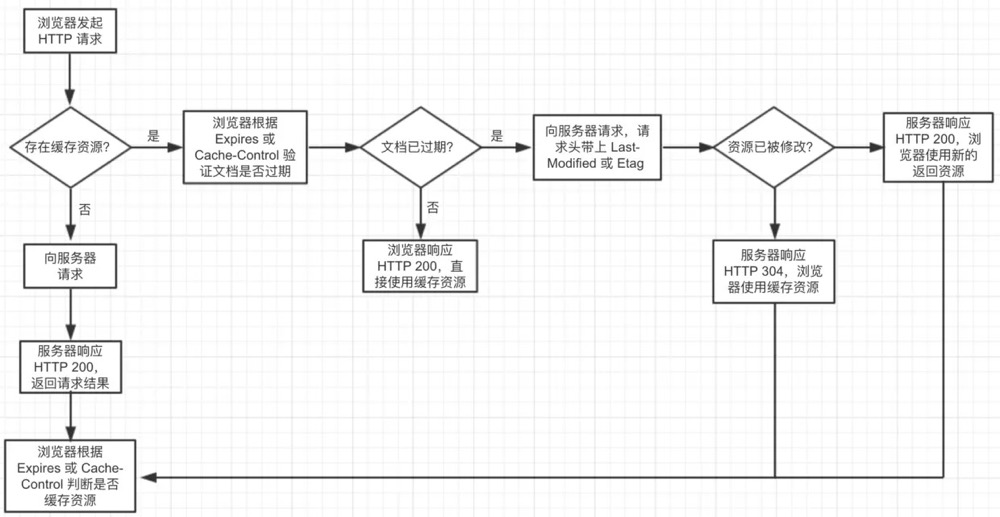 浏览器发起
HTTP 请求
存在缓存资源?
是
浏览器根据
Expires 或
Cache-Control 验
证文档是否过期
文档已过期?
是
向服务器请求，请
求头带上 Last-
Modified 或 Etag
资源已被修改?
服务器响应
HTTP 200，浏
览器使用新的
返回资源
否
否
向服务器
请求
浏览器响应
HTTP 200，直
接使用缓存资源
服务器响应
HTTP 304，浏览
器使用缓存资源
服务器响应
HTTP 200，
返回请求结果
浏览器根据
Expires 或 Cache-
Control 判断是否
缓存资源